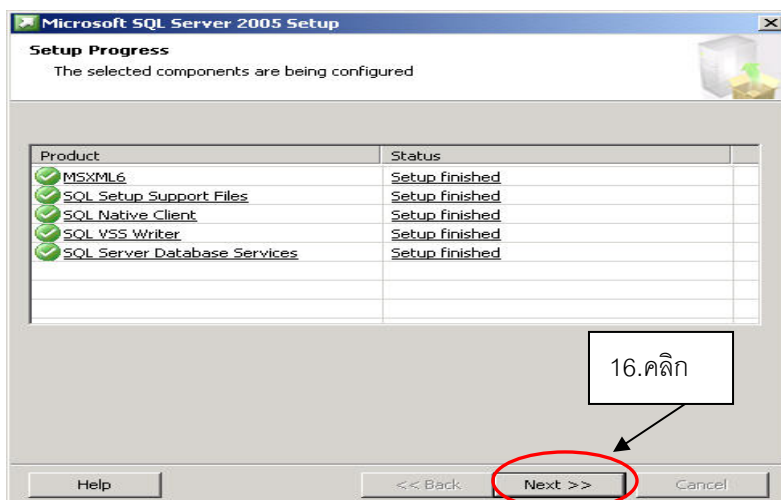 Microsoft SQL Server 2005 Setup
Setup Progress
The selected components are being configured
Product Status
MSXML6 Setup finished
SQL Setup Support Files Setup finished
SQL Native Client Setup finished
SQL VSS Writer Setup finished
SQL Server Database Services Setup finished
16.คลิก
Help << Back Next >> Cancel